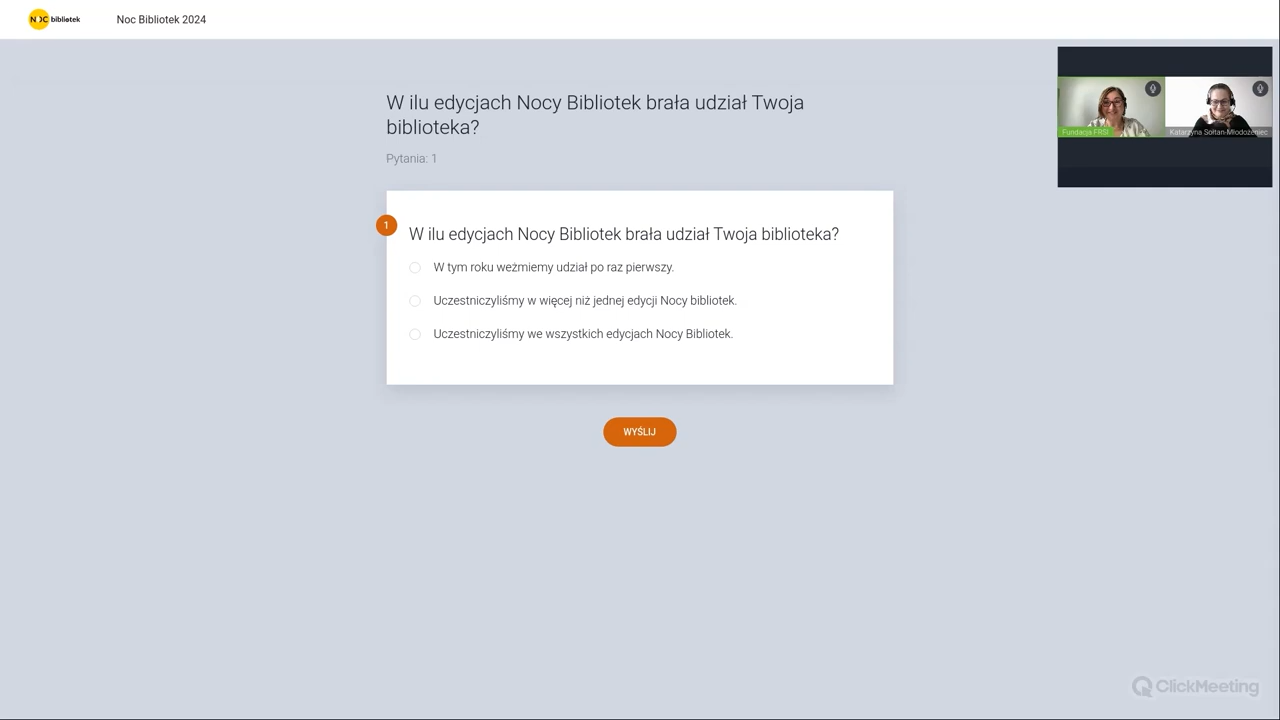 NOC bibliotek
Noc Bibliotek 2024
W ilu edycjach Nocy Bibliotek brała udział Twoja
biblioteka?
Pytania: 1
1
W ilu edycjach Nocy Bibliotek brała udział Twoja biblioteka?
W tym roku weźmiemy udział po raz pierwszy.
Uczestniczyliśmy w więcej niż jednej edycji Nocy bibliotek.
Uczestniczyliśmy we wszystkich edycjach Nocy Bibliotek.
WYŚLIJ
Fundacja FRSI
Katarzyna Sołtan-Młodożeniec
ClickMeeting